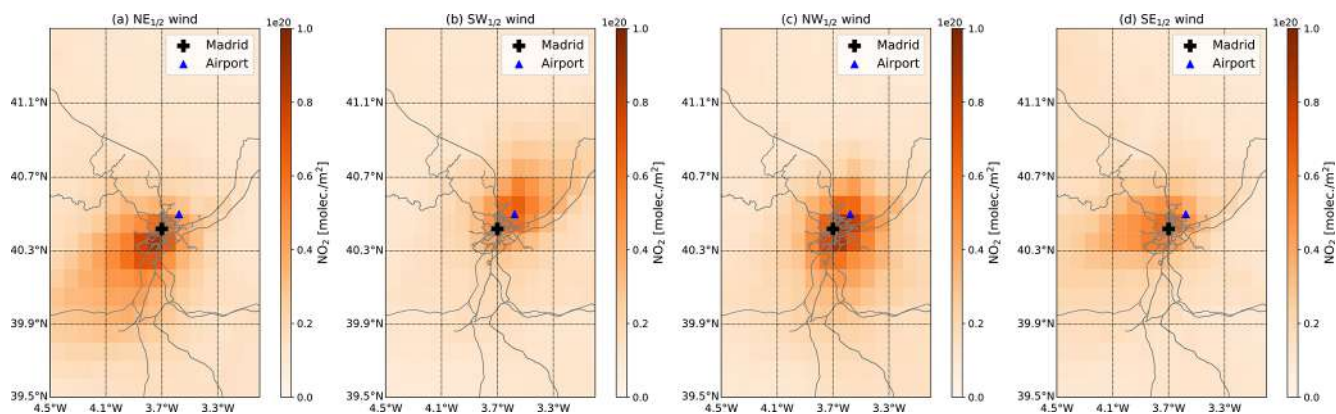 (a) NE1/2 wind
1e20
(b) SW1/2 wind
1e20
(c) NW1/2 wind
1e20
(d) SE1/2 wind
1e20
Madrid
Airport
Madrid
Airport
Madrid
Airport
Madrid
Airport
41.1°N
40.7°N
40.3°N
39.9°N
39.5°N
4.5°W
4.1°W
3.7°W
3.3°W
1.0
0.8
0.6
0.4
0.2
0.0
NO2 [molec./m²]
41.1°N
40.7°N
40.3°N
39.9°N
39.5°N
4.5°W
4.1°W
3.7°W
3.3°W
1.0
0.8
0.6
0.4
0.2
0.0
NO2 [molec./m²]
41.1°N
40.7°N
40.3°N
39.9°N
39.5°N
4.5°W
4.1°W
3.7°W
3.3°W
1.0
0.8
0.6
0.4
0.2
0.0
NO2 [molec./m²]
41.1°N
40.7°N
40.3°N
39.9°N
39.5°N
4.5°W
4.1°W
3.7°W
3.3°W
1.0
0.8
0.6
0.4
0.2
0.0
NO2 [molec./m²]